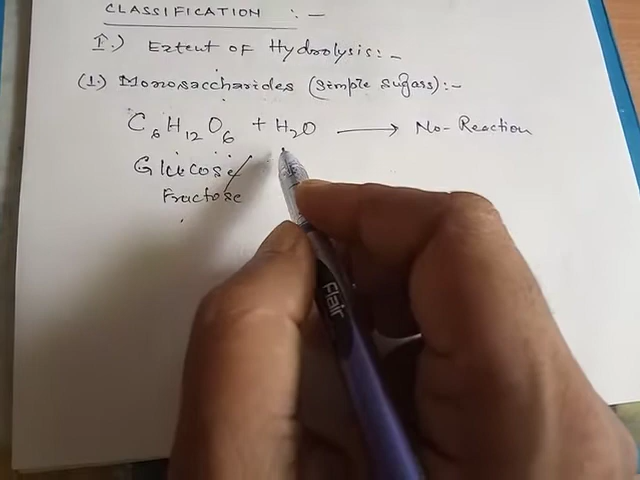 CLASSIFICATION :-
I.) Extent of Hydrolysis:-
(1.) Monosaccharides (simple sugars):-
C₆H₁₂O₆ + H₂O ⟶ No-Reaction
Glucose/
Fructose
Flair